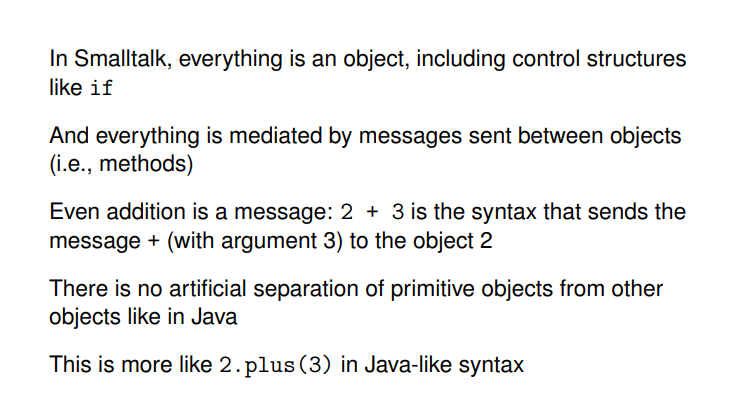 In Smalltalk, everything is an object, including control structures
like if
And everything is mediated by messages sent between objects
(i.e., methods)
Even addition is a message: 2 + 3 is the syntax that sends the
message + (with argument 3) to the object 2
There is no artificial separation of primitive objects from other
objects like in Java
This is more like 2.plus(3) in Java-like syntax